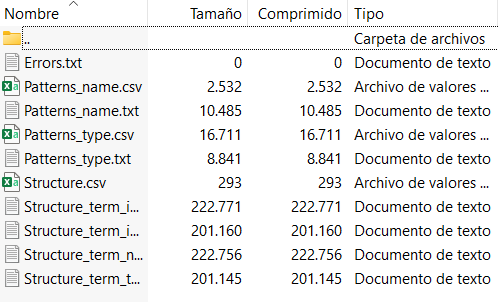 Nombre Tamaño Comprimido Tipo
.. Carpeta de archivos
Errors.txt 0 0 Documento de texto
Patterns_name.csv 2.532 2.532 Archivo de valores ...
Patterns_name.txt 10.485 10.485 Documento de texto
Patterns_type.csv 16.711 16.711 Archivo de valores ...
Patterns_type.txt 8.841 8.841 Documento de texto
Structure.csv 293 293 Archivo de valores ...
Structure_term_i... 222.771 222.771 Documento de texto
Structure_term_i... 201.160 201.160 Documento de texto
Structure_term_n... 222.756 222.756 Documento de texto
Structure_term_t... 201.145 201.145 Documento de texto